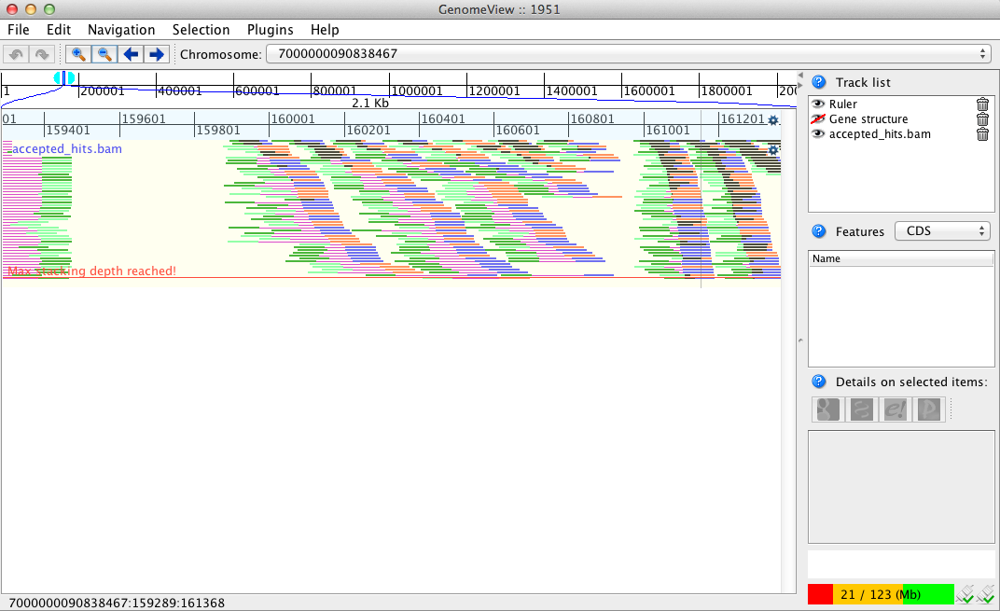 GenomeView :: 1951
File Edit Navigation Selection Plugins Help
Chromosome: 7000000090838467
1 200001 400001 600001 800001 1000001 1200001 1400001 1600001 1800001 200
2.1 Kb
01 159601 160001 160401 160801 161201
159401 159801 160201 160601 161001
accepted_hits.bam
Max stacking depth reached!
Track list
Ruler
Gene structure
accepted_hits.bam
Features CDS
Name
Details on selected items:
21 / 123 (Mb)
7000000090838467:159289:161368